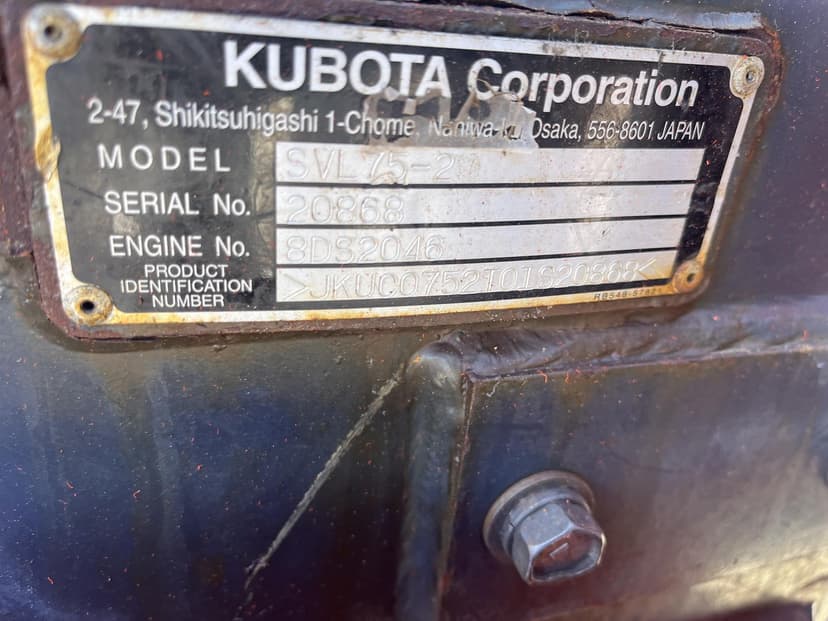 KUBOTA Corporation
2-47, Shikitsuhigashi 1-Chome, Naniwa-ku, Osaka, 556-8601 JAPAN
MODEL SVL75-2
SERIAL No. 20868
ENGINE No. 8DS2046
PRODUCT IDENTIFICATION NUMBER >JKUC0752T01S20868<